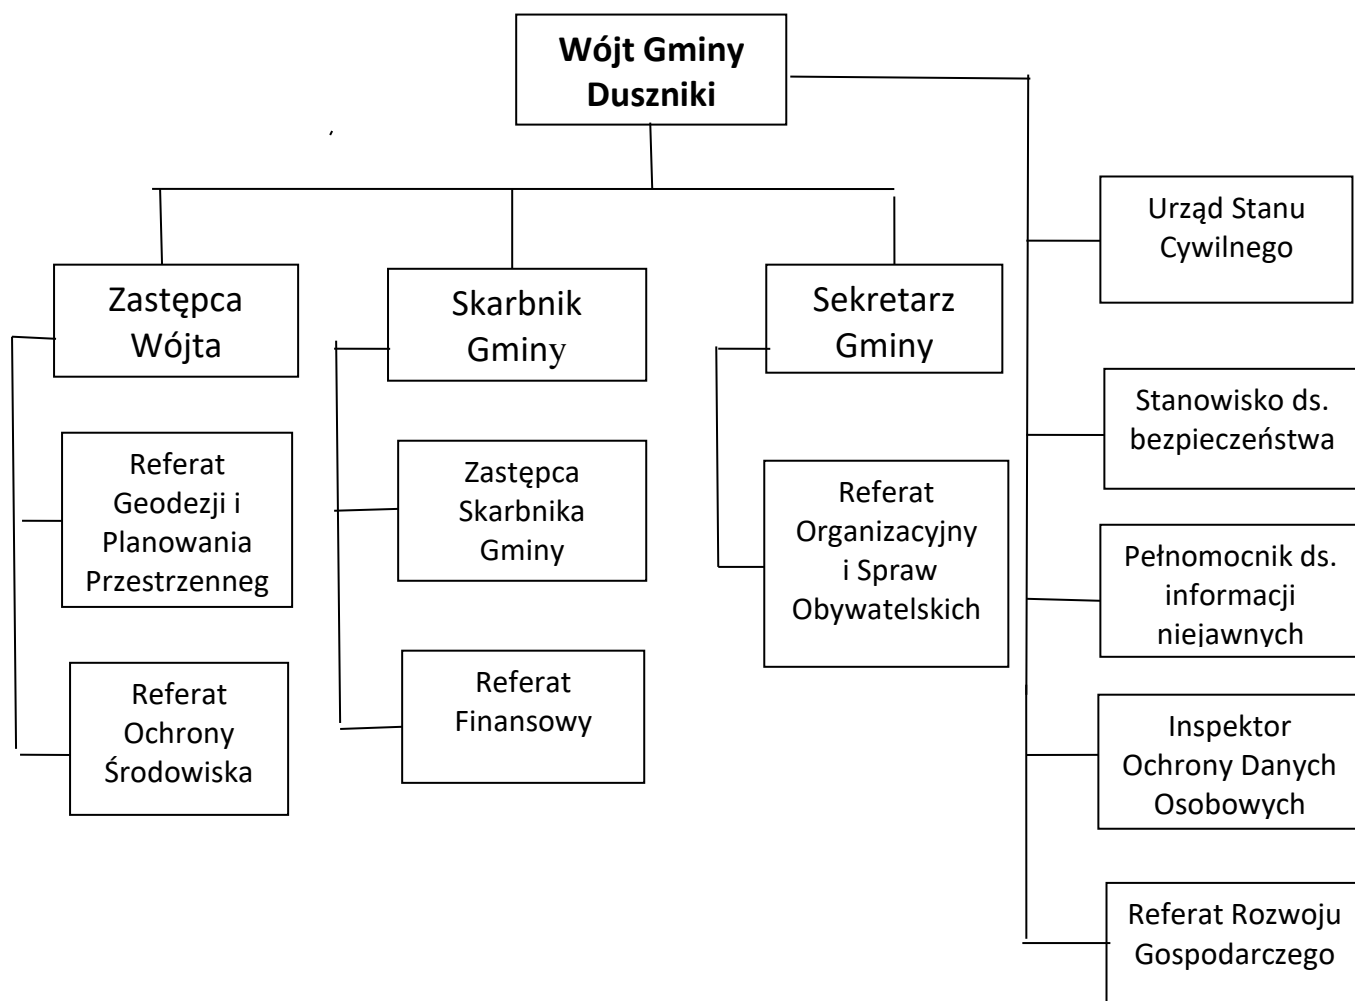 Wójt Gminy
Duszniki
Urząd Stanu
Cywilnego
Zastępca
Wójta
Skarbnik
Gminy
Sekretarz
Gminy
Stanowisko ds.
bezpieczeństwa
Referat
Geodezji i
Planowania
Przestrzenneg
Zastępca
Skarbnika
Gminy
Referat
Organizacyjny
i Spraw
Obywatelskich
Pełnomocnik ds.
informacji
niejawnych
Referat
Ochrony
Środowiska
Referat
Finansowy
Inspektor
Ochrony Danych
Osobowych
Referat Rozwoju
Gospodarczego